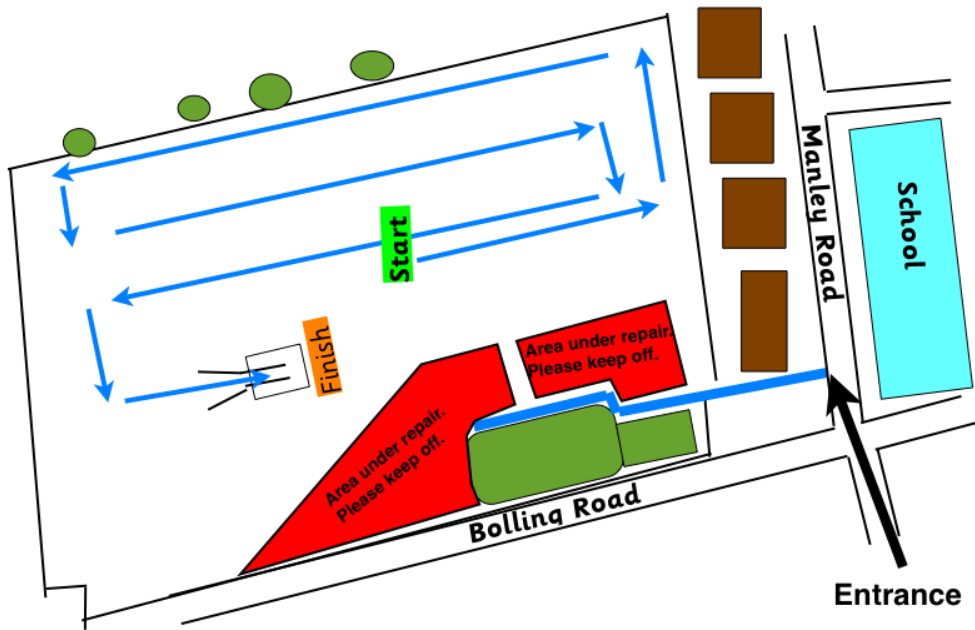 Manley Road
School
Start
Finish
Area under repair.
Please keep off.
Area under repair.
Please keep off.
Bolling Road
Entrance